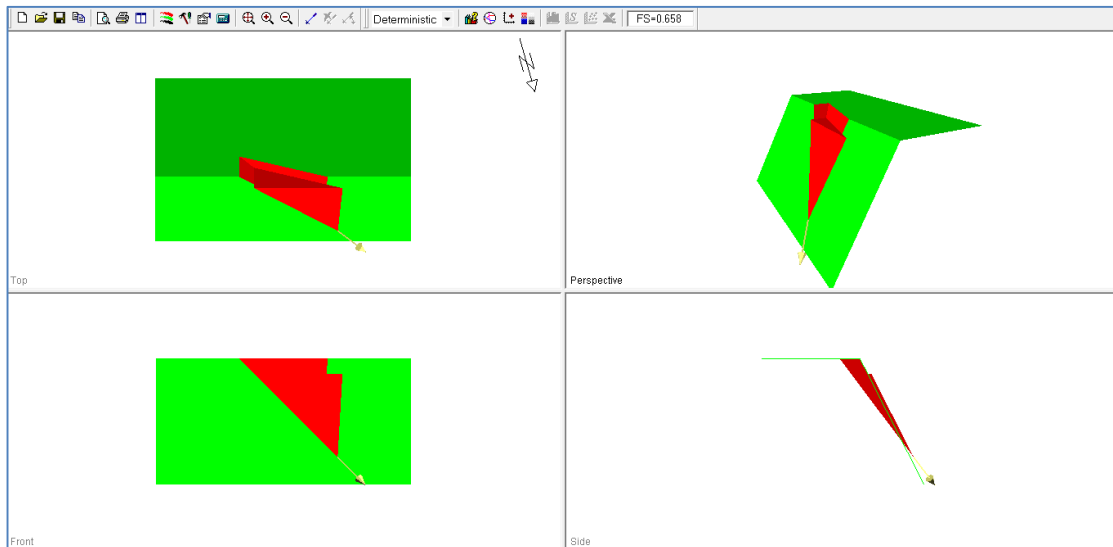 Deterministic FS=0.658
N
Top
Perspective
Front
Side